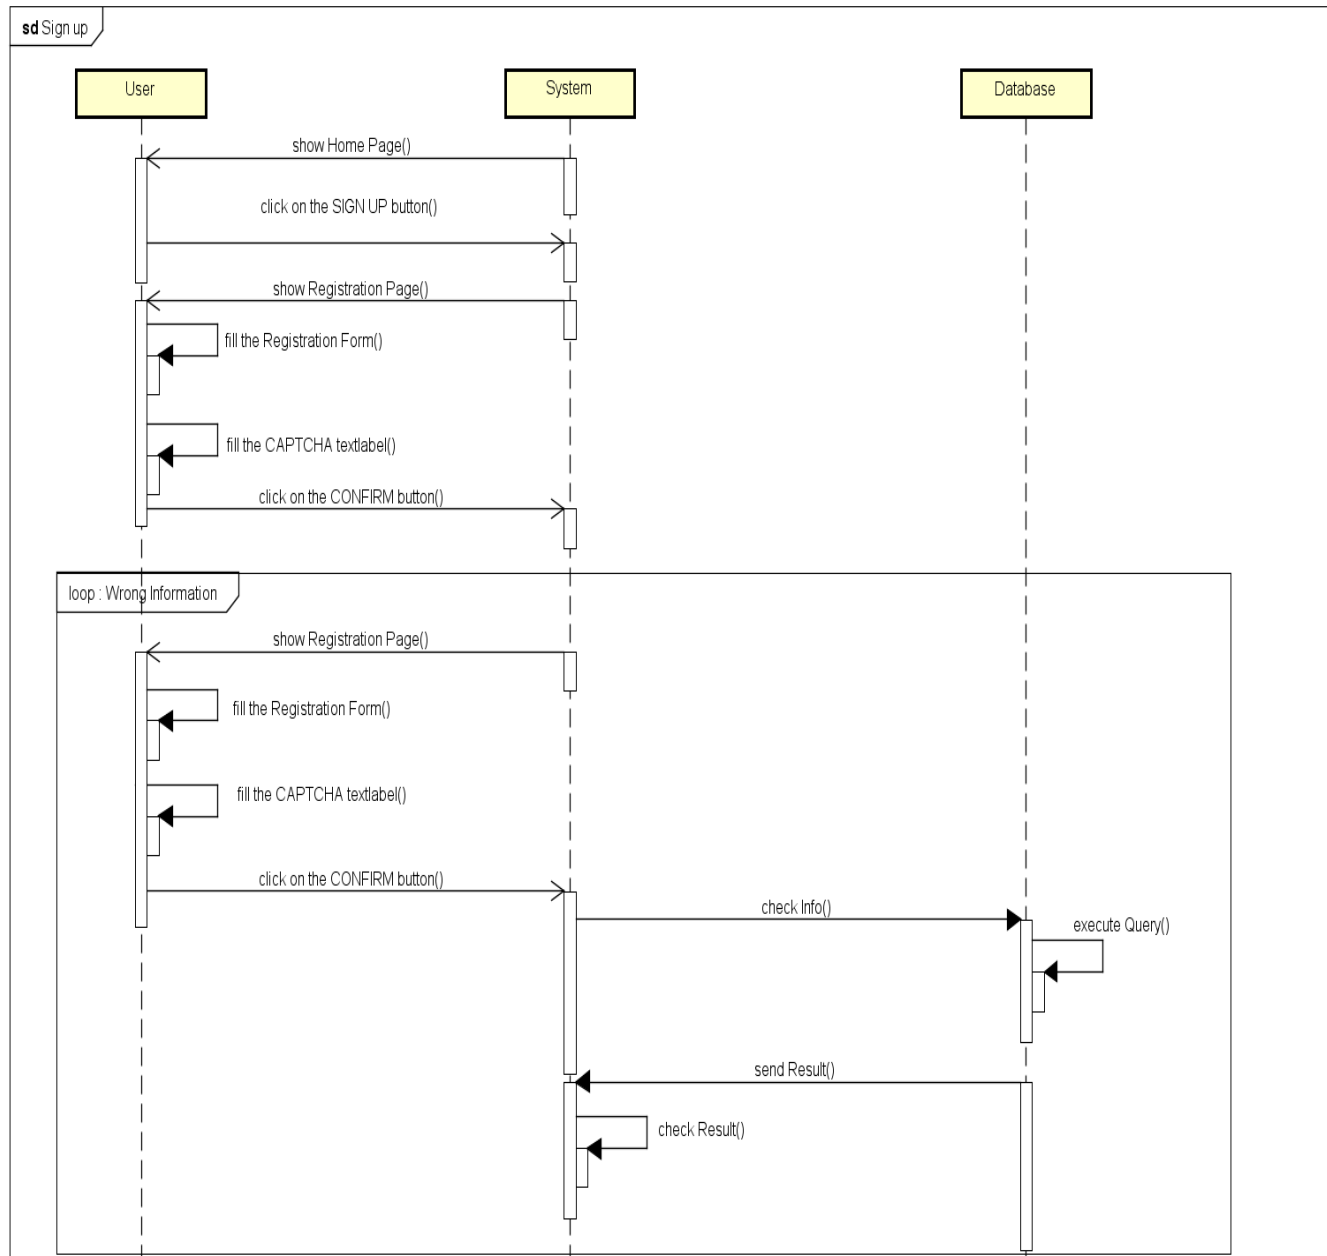 sd Sign up
User
System
Database
show Home Page()
click on the SIGN UP button()
show Registration Page()
fill the Registration Form()
fill the CAPTCHA textlabel()
click on the CONFIRM button()
loop : Wrong Information
show Registration Page()
fill the Registration Form()
fill the CAPTCHA textlabel()
click on the CONFIRM button()
check Info()
execute Query()
send Result()
check Result()